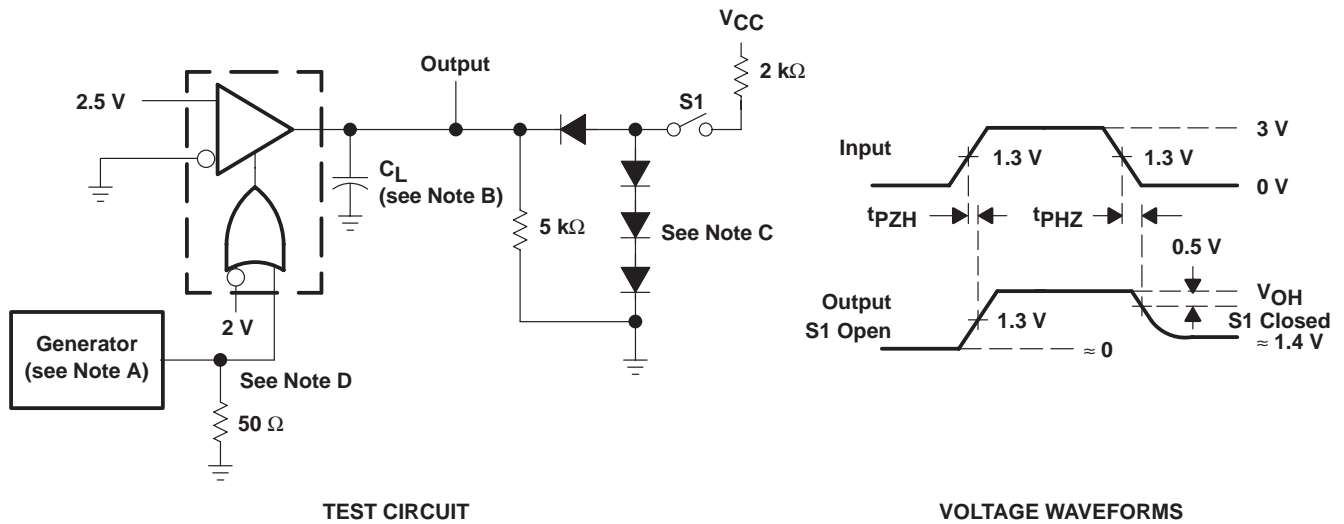 VCC
2 kΩ
Output
S1
2.5 V
CL
(see Note B)
5 kΩ
See Note C
2 V
Generator
(see Note A)
See Note D
50 Ω
TEST CIRCUIT
Input
3 V
1.3 V
1.3 V
0 V
tPZH
tPHZ
0.5 V
Output
S1 Open
1.3 V
≈ 0
VOH
S1 Closed
≈ 1.4 V
VOLTAGE WAVEFORMS